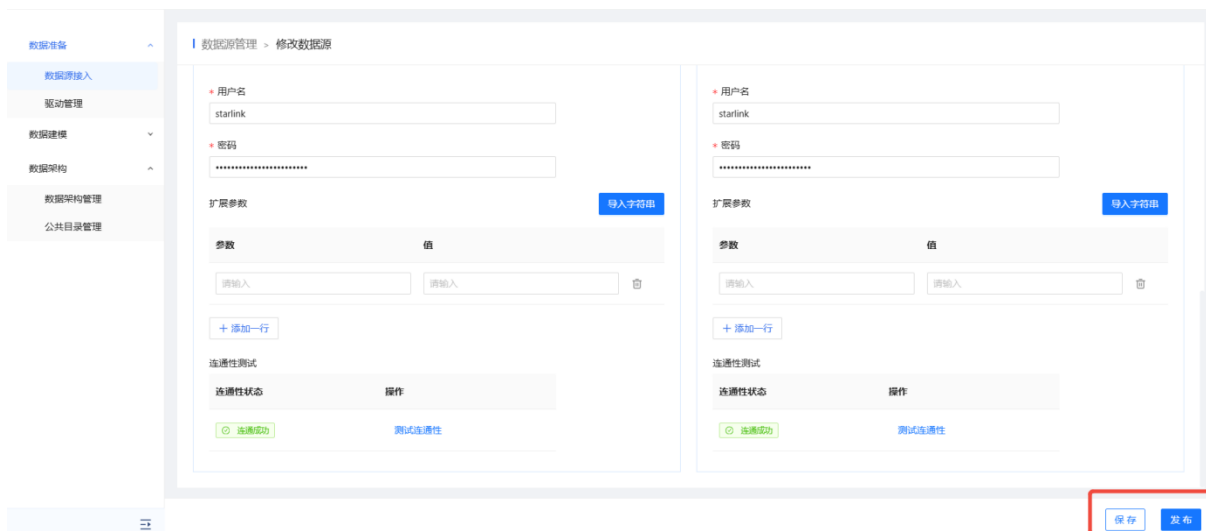 数据准备
数据源接入
驱动管理
数据建模
数据架构
数据架构管理
公共目录管理
数据源管理 > 修改数据源
* 用户名
starlink
* 密码
••••••••••••••••••••••••
扩展参数
导入字符串
参数 值
请输入 请输入
+ 添加一行
连通性测试
连通性状态 操作
连通成功 测试连通性
* 用户名
starlink
* 密码
••••••••••••••••••••••••
扩展参数
导入字符串
参数 值
请输入 请输入
+ 添加一行
连通性测试
连通性状态 操作
连通成功 测试连通性
保存 发布